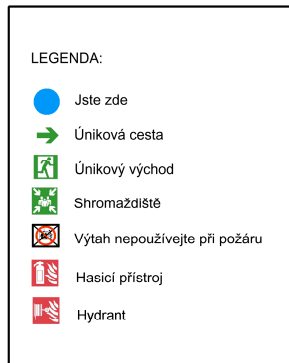 LEGENDA:
Jste zde
Úniková cesta
Únikový východ
Shromaždiště
Výtah nepoužívejte při požáru
Hasicí přístroj
Hydrant